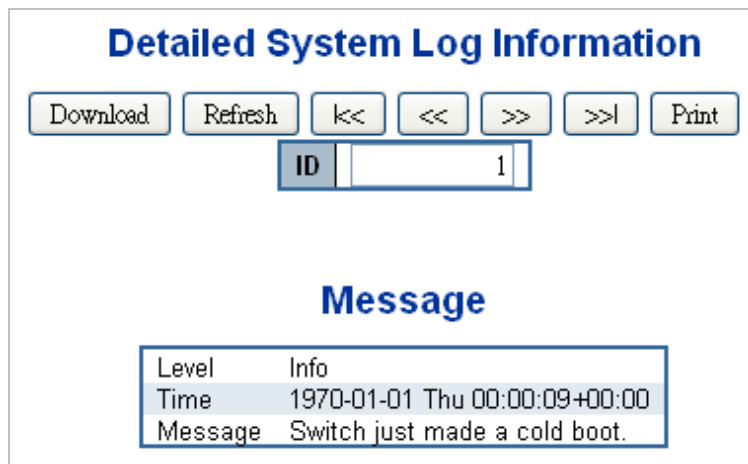 Detailed System Log Information
Download Refresh |<< << >> >>| Print
ID 1
Message
Level Info
Time 1970-01-01 Thu 00:00:09+00:00
Message Switch just made a cold boot.